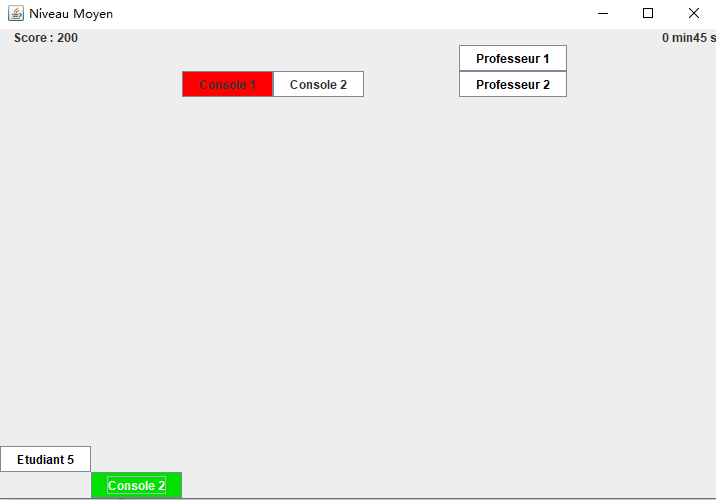 Niveau Moyen
Score : 200
0 min45 s
Professeur 1
Console 1
Console 2
Professeur 2
Etudiant 5
Console 2